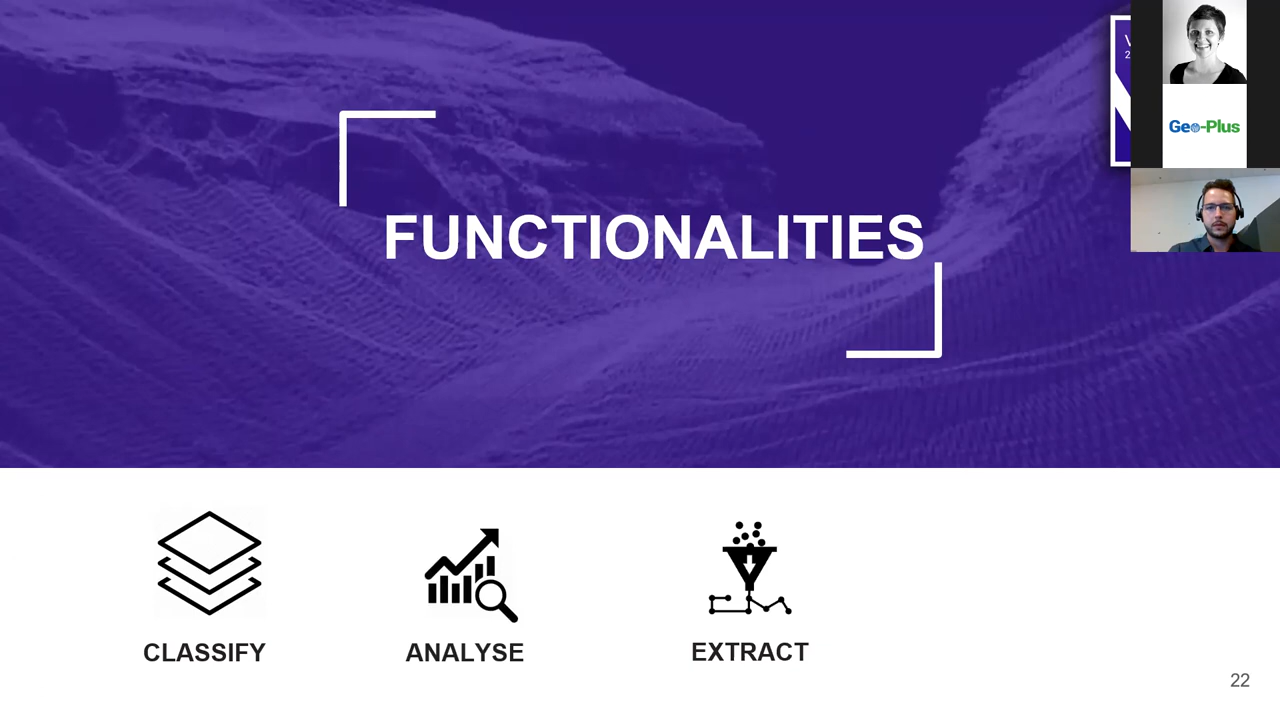 FUNCTIONALITIES
Geo-Plus
CLASSIFY
ANALYSE
EXTRACT
22